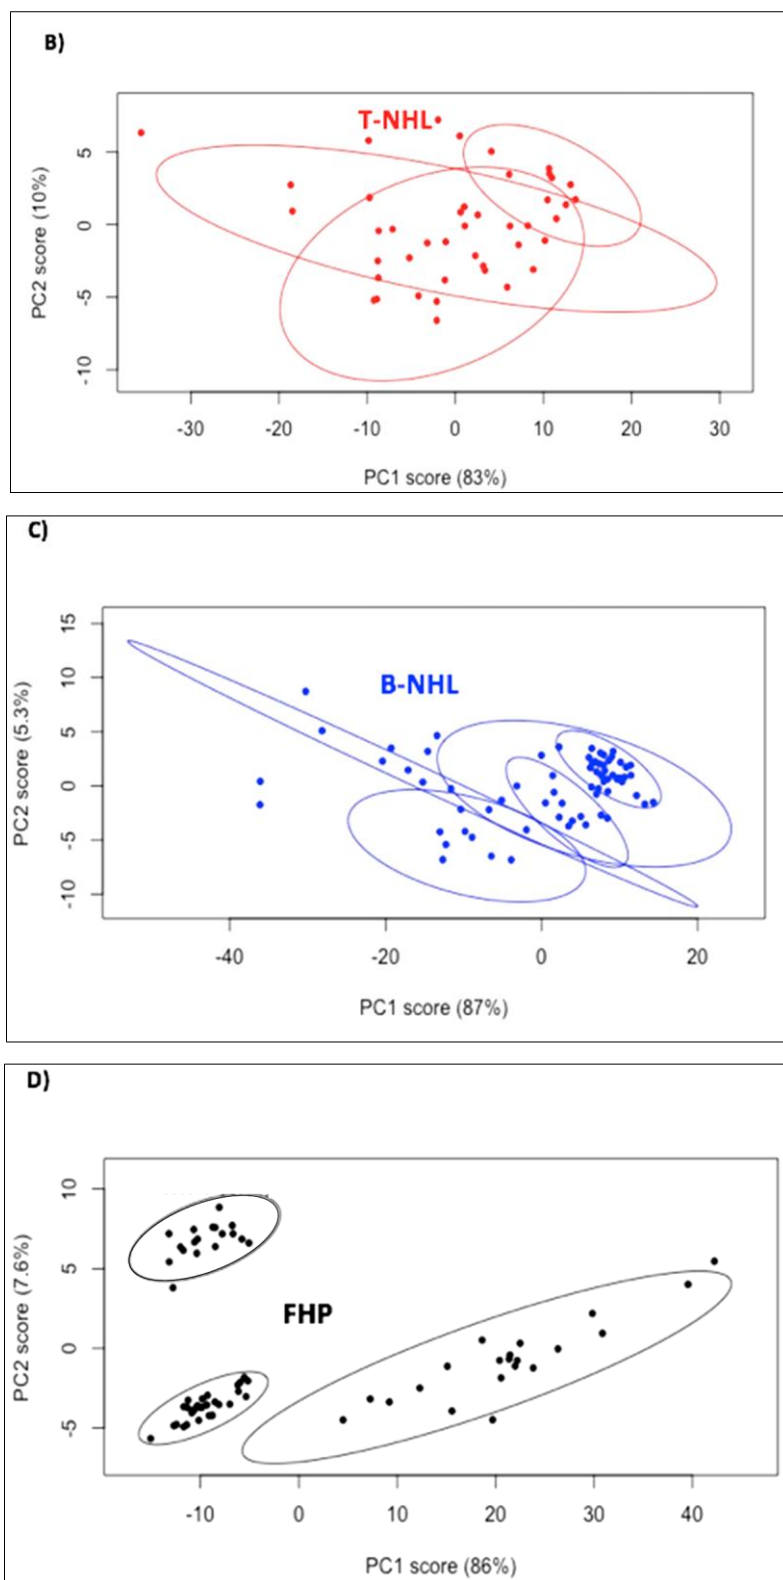 B)
T-NHL
5
0
-5
-10
PC2 score (10%)
-30 -20 -10 0 10 20 30
PC1 score (83%)
C)
B-NHL
15
10
5
0
-5
-10
PC2 score (5.3%)
-40 -20 0 20
PC1 score (87%)
D)
FHP
10
5
0
-5
PC2 score (7.6%)
-10 0 10 20 30 40
PC1 score (86%)